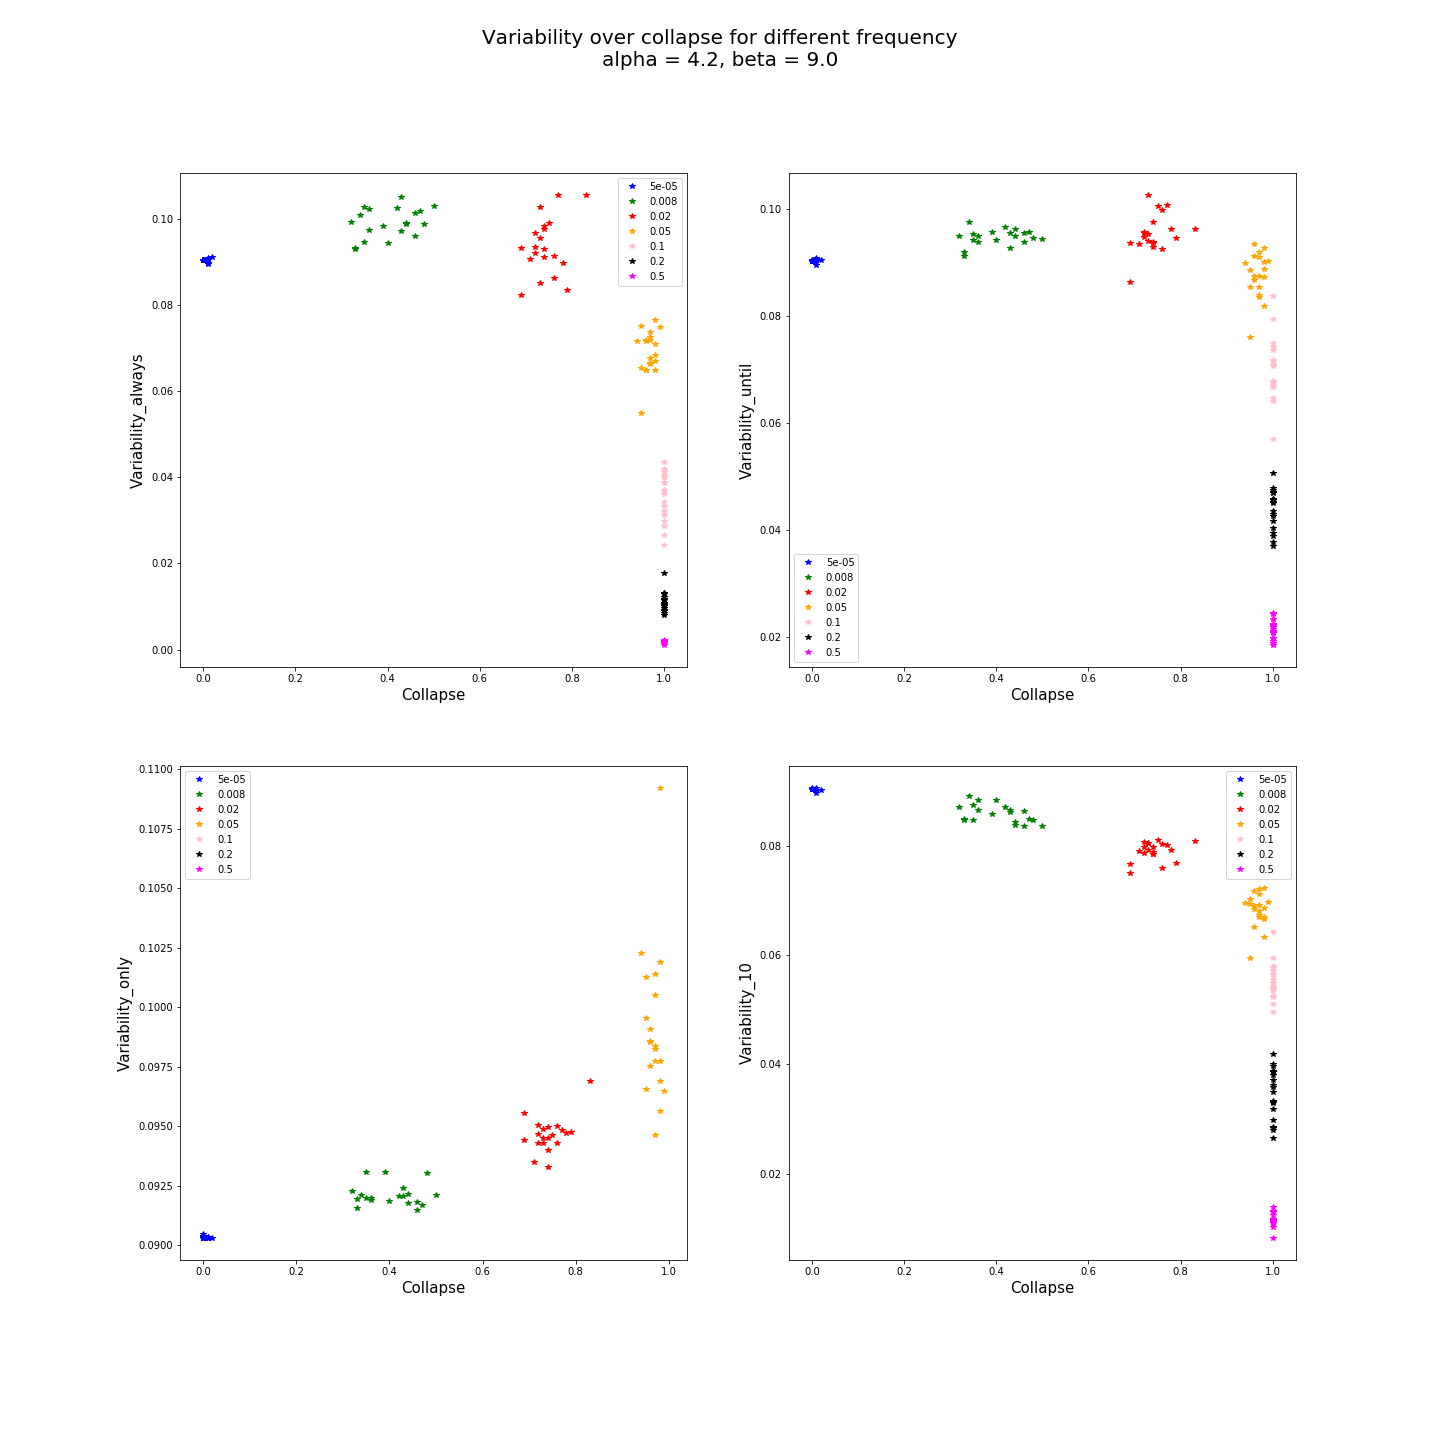 Variability over collapse for different frequency
alpha = 4.2, beta = 9.0
Variability_always
0.10
0.08
0.06
0.04
0.02
0.00
0.0 0.2 0.4 0.6 0.8 1.0
Collapse
5e-05
0.008
0.02
0.05
0.1
0.2
0.5
Variability_until
0.10
0.08
0.06
0.04
0.02
0.0 0.2 0.4 0.6 0.8 1.0
Collapse
5e-05
0.008
0.02
0.05
0.1
0.2
0.5
Variability_only
0.1100
0.1075
0.1050
0.1025
0.1000
0.0975
0.0950
0.0925
0.0900
0.0 0.2 0.4 0.6 0.8 1.0
Collapse
5e-05
0.008
0.02
0.05
0.1
0.2
0.5
Variability_10
0.08
0.06
0.04
0.02
0.0 0.2 0.4 0.6 0.8 1.0
Collapse
5e-05
0.008
0.02
0.05
0.1
0.2
0.5